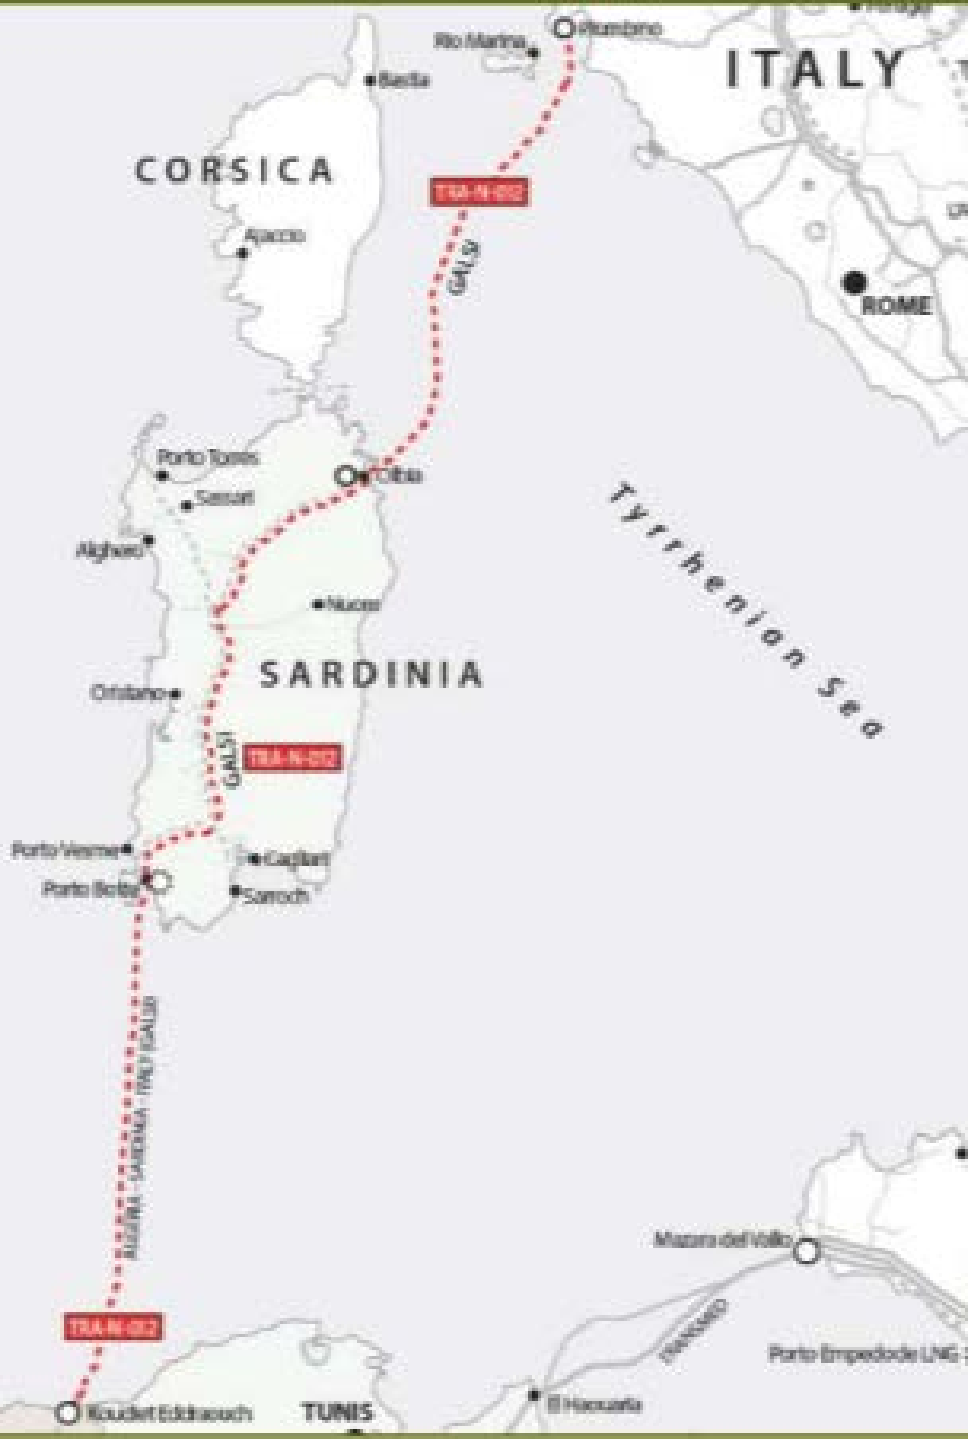 Piombino
Rio Marina
ITALY
Bastia
CORSICA
TRA-N-012
Ajaccio
GALSI
ROME
Porto Torres
Olbia
Sassari
Tyrrhenian Sea
Alghero
Nuoro
SARDINIA
Oristano
GALSI
TRA-N-012
Porto Vesme
Cagliari
Porto Botte
Sarroch
ALGERIA - SARDINIA - ITALY (GALSI)
Mazara del Vallo
TRANSMED
TRA-N-012
Porto Empedocle LNG
Koudiet Eddraouch
TUNIS
El Haouaria